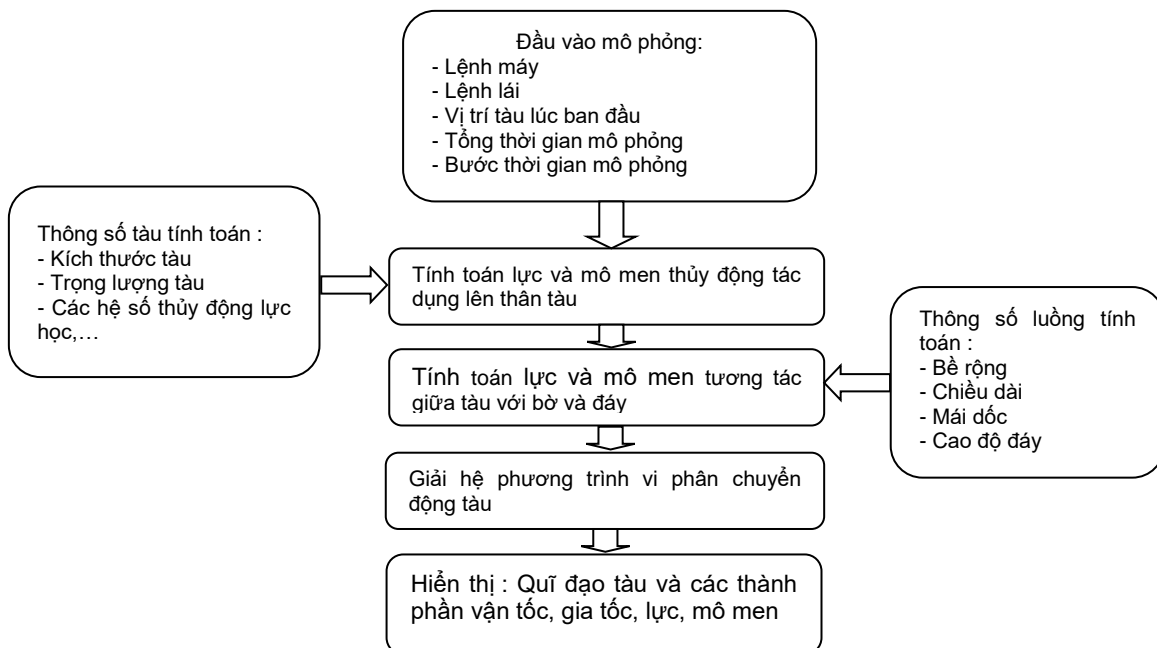 Đầu vào mô phỏng:
- Lệnh máy
- Lệnh lái
- Vị trí tàu lúc ban đầu
- Tổng thời gian mô phỏng
- Bước thời gian mô phỏng
Thông số tàu tính toán :
- Kích thước tàu
- Trọng lượng tàu
- Các hệ số thủy động lực
học,…
Tính toán lực và mô men thủy động tác
dụng lên thân tàu
Thông số luồng tính
toán :
- Bề rộng
- Chiều dài
- Mái dốc
- Cao độ đáy
Tính toán lực và mô men tương tác
giữa tàu với bờ và đáy
Giải hệ phương trình vi phân chuyển
động tàu
Hiển thị : Quĩ đạo tàu và các thành
phần vận tốc, gia tốc, lực, mô men